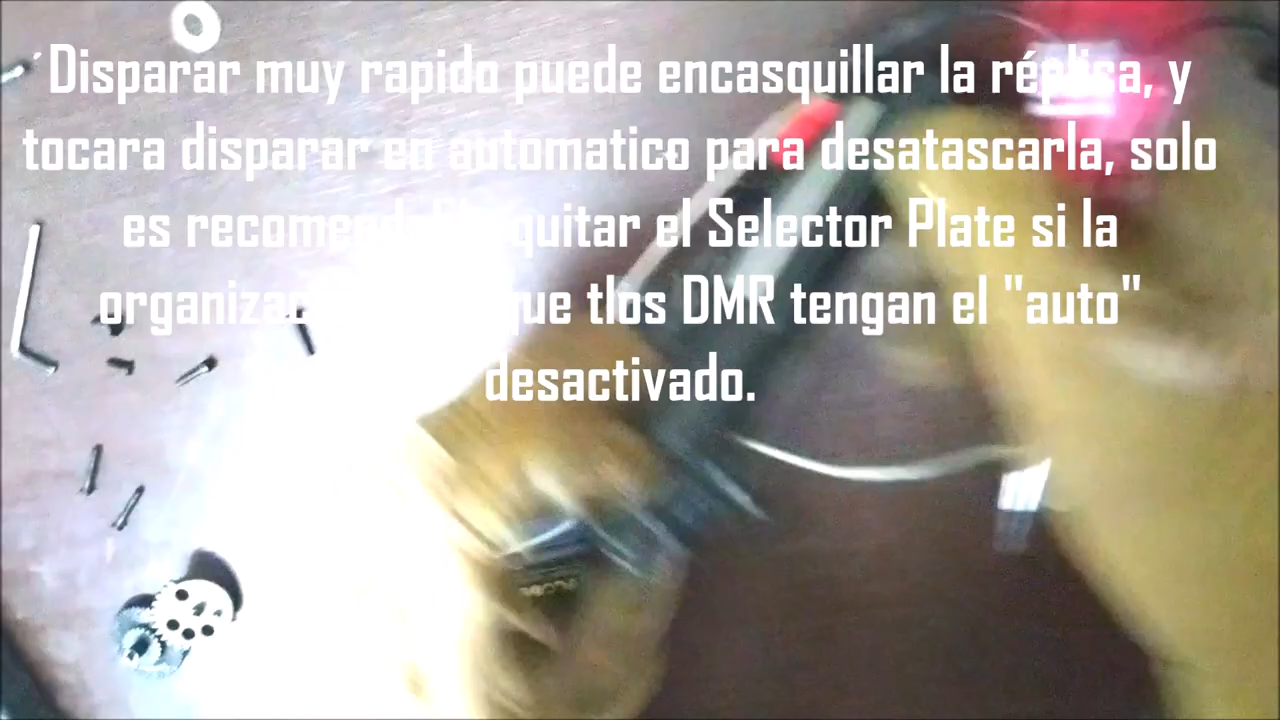 Disparar muy rapido puede encasquillar la réplica, y
tocara disparar en automatico para desatascarla, solo
es quitar el Selector Plate si la
que tlos DMR tengan el "auto"
desactivado.